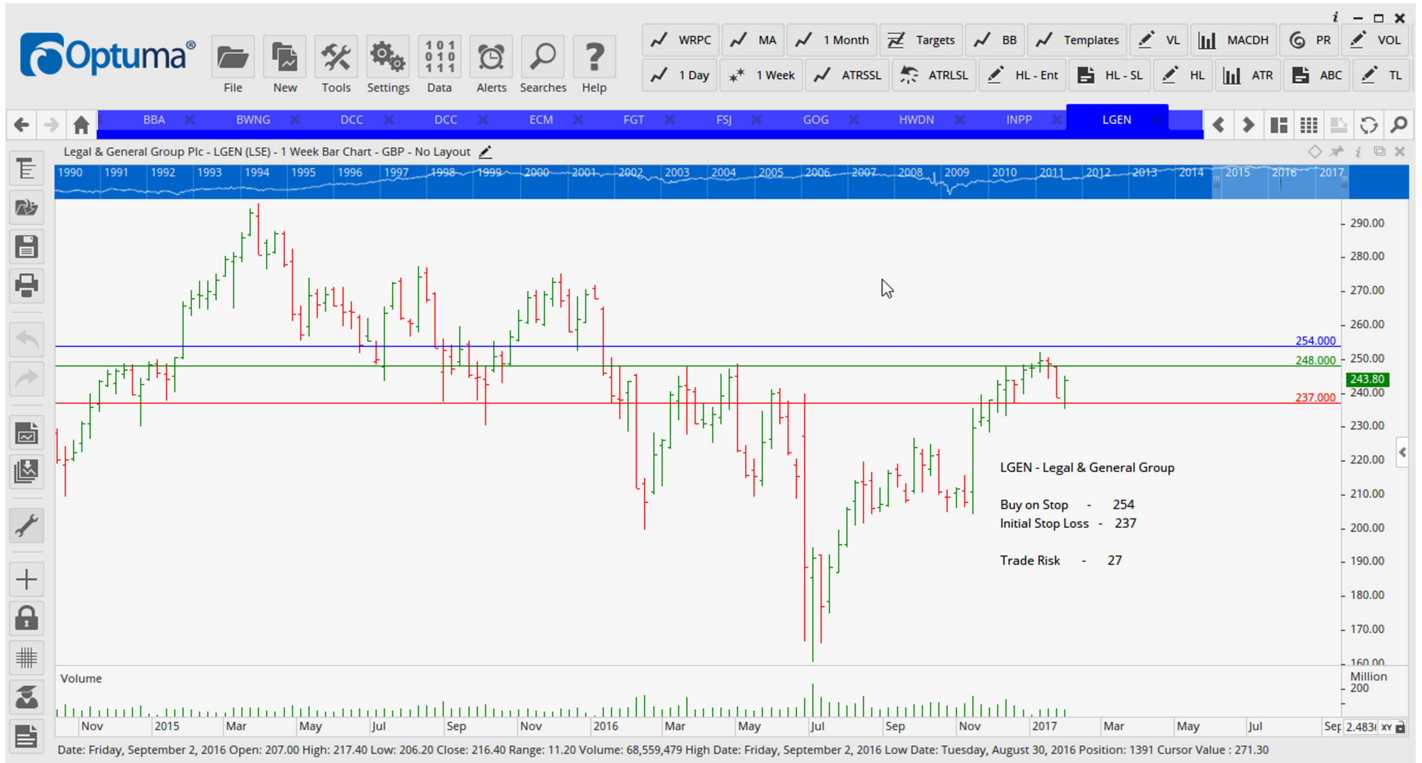 Optuma®
File New Tools Settings Data Alerts Searches Help
101
010
111
WRPC MA 1 Month Targets BB Templates VL MACDH PR VOL
1 Day 1 Week ATRSSL ATRLSL HL - Ent HL - SL HL ATR ABC TL
BBA BWNG DCC DCC ECM FGT FSJ GOG HWDN INPP LGEN
Legal & General Group Plc - LGEN (LSE) - 1 Week Bar Chart - GBP - No Layout
1990 1991 1992 1993 1994 1995 1996 1997 1998 1999 2000 2001 2002 2003 2004 2005 2006 2007 2008 2009 2010 2011 2012 2013 2014 2015 2016 2017
290.00
280.00
270.00
260.00
254.000
250.00
248.000
243.80
240.00
237.000
230.00
220.00
210.00
200.00
190.00
180.00
170.00
160.00
LGEN - Legal & General Group
Buy on Stop - 254
Initial Stop Loss - 237
Trade Risk - 27
Volume
Million
200
Nov 2015 Mar May Jul Sep Nov 2016 Mar May Jul Sep Nov 2017 Mar May Jul Sep XY
Date: Friday, September 2, 2016 Open: 207.00 High: 217.40 Low: 206.20 Close: 216.40 Range: 11.20 Volume: 68,559,479 High Date: Friday, September 2, 2016 Low Date: Tuesday, August 30, 2016 Position: 1391 Cursor Value : 271.30